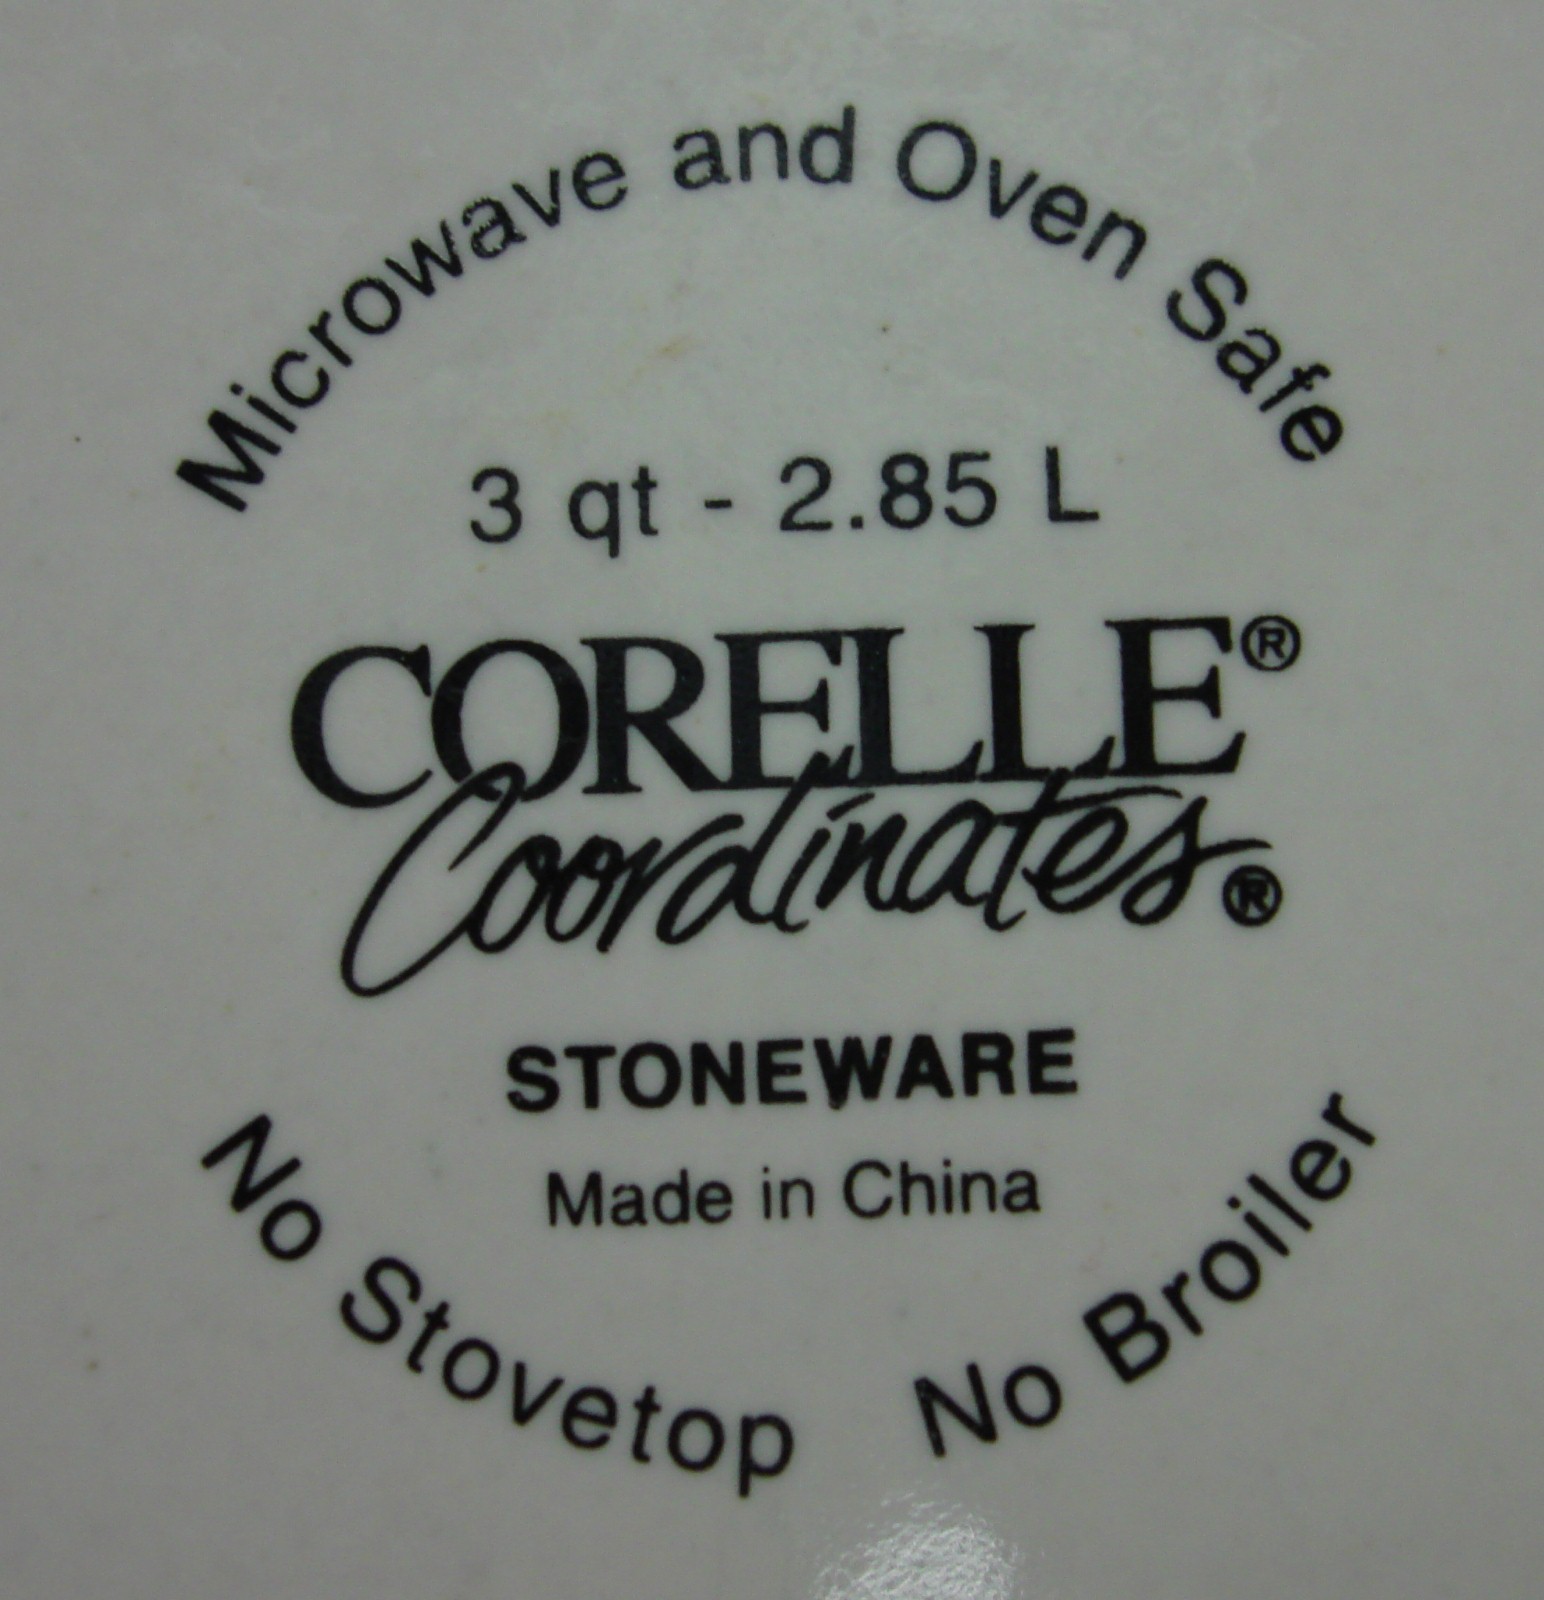 Microwave and Oven Safe
3 qt - 2.85 L
CORELLE®
Coordinates®
STONEWARE
Made in China
No Stovetop No Broiler